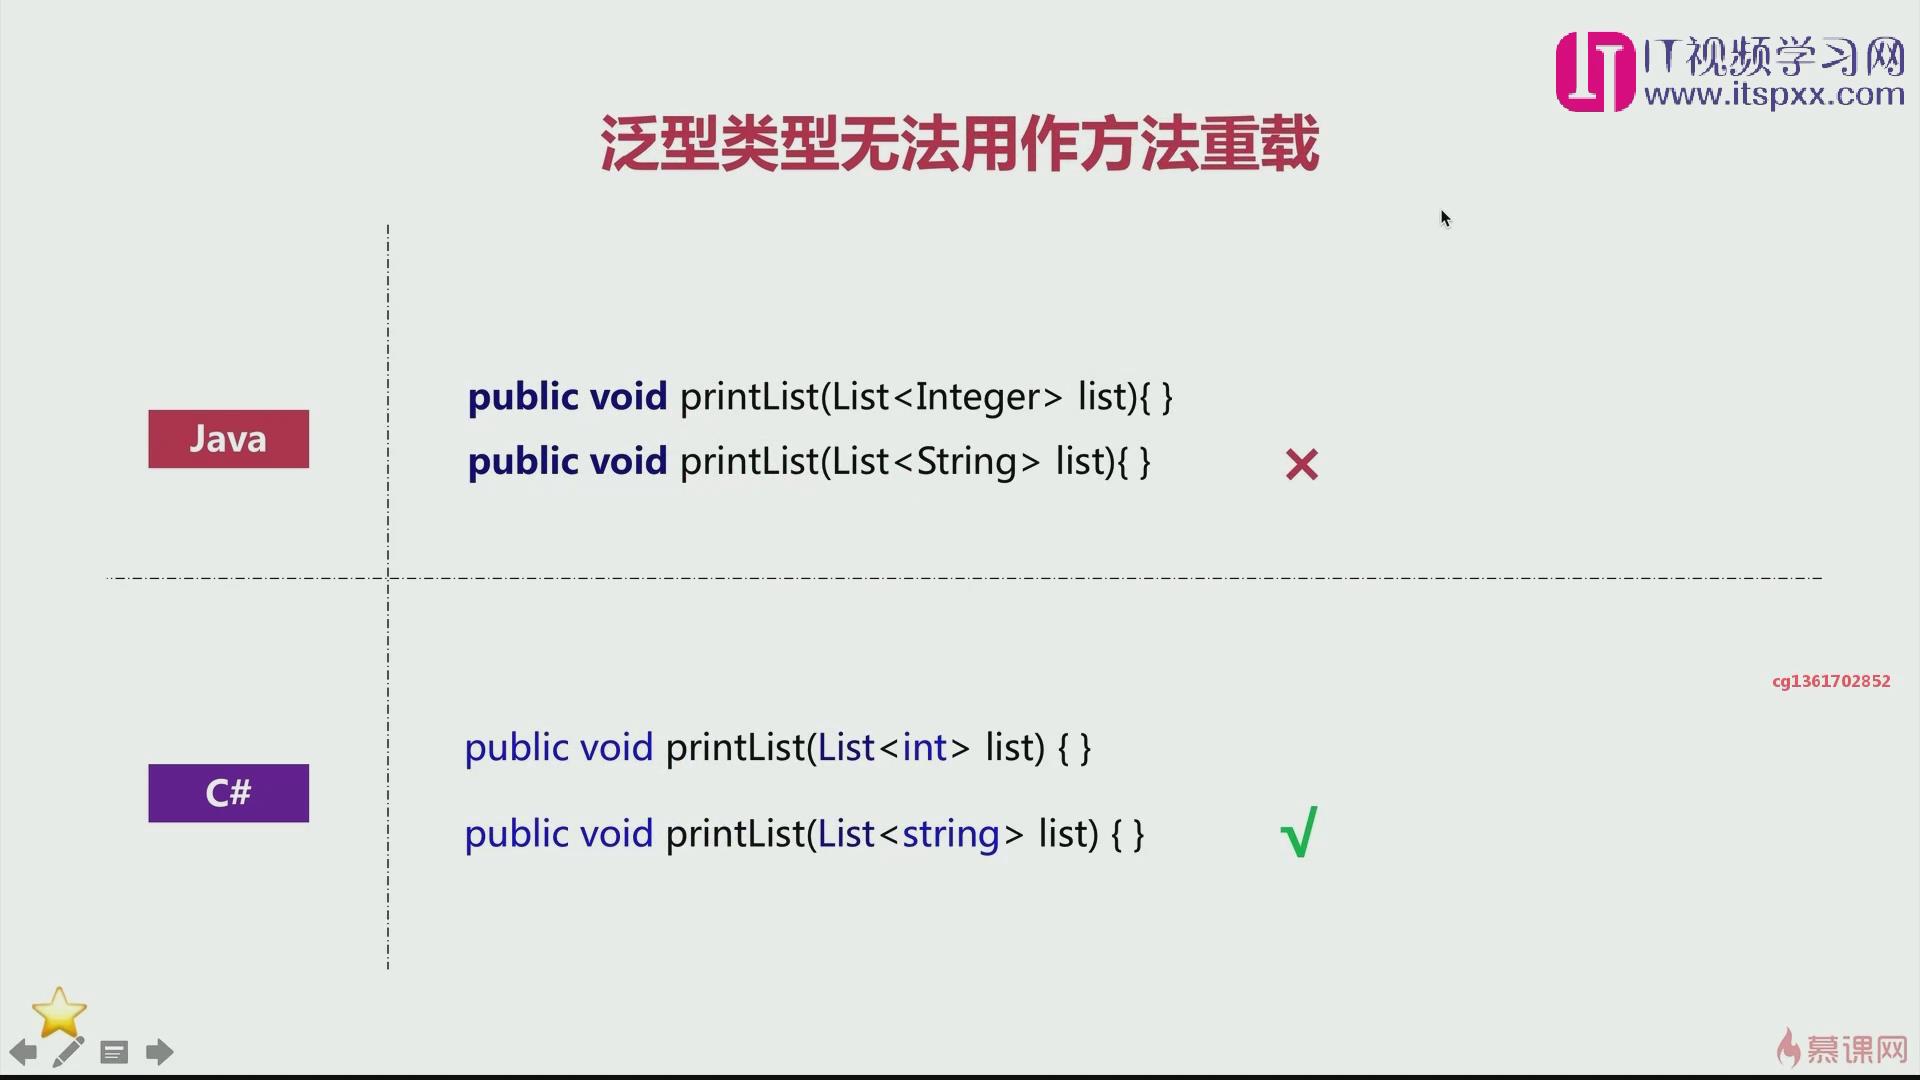 IT视频学习网
www.itspxx.com
泛型类型无法用作方法重载
Java
public void printList(List<Integer> list){ }
public void printList(List<String> list){ }
×
cg1361702852
C#
public void printList(List<int> list) { }
public void printList(List<string> list) { }
√
慕课网